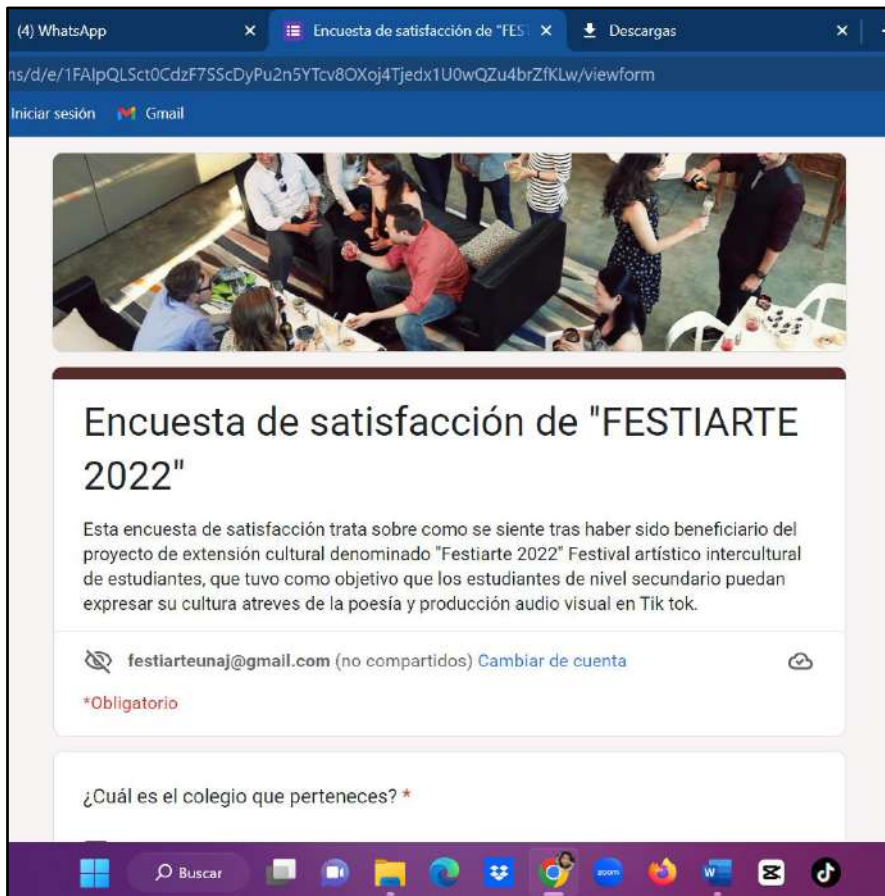 (4) WhatsApp
Encuesta de satisfacción de "FES
Descargas
ns/d/e/1FAIpQLSct0CdzF7SScDyPu2n5YTcv8OXoj4Tjedx1U0wQZu4brZfKLw/viewform
Iniciar sesión
Gmail
Encuesta de satisfacción de "FESTIARTE
2022"
Esta encuesta de satisfacción trata sobre como se siente tras haber sido beneficiario del
proyecto de extensión cultural denominado "Festiarte 2022" Festival artístico intercultural
de estudiantes, que tuvo como objetivo que los estudiantes de nivel secundario puedan
expresar su cultura atreves de la poesía y producción audio visual en Tik tok.
festiarteunaj@gmail.com (no compartidos) Cambiar de cuenta
*Obligatorio
¿Cuál es el colegio que perteneces? *
Buscar
zoom